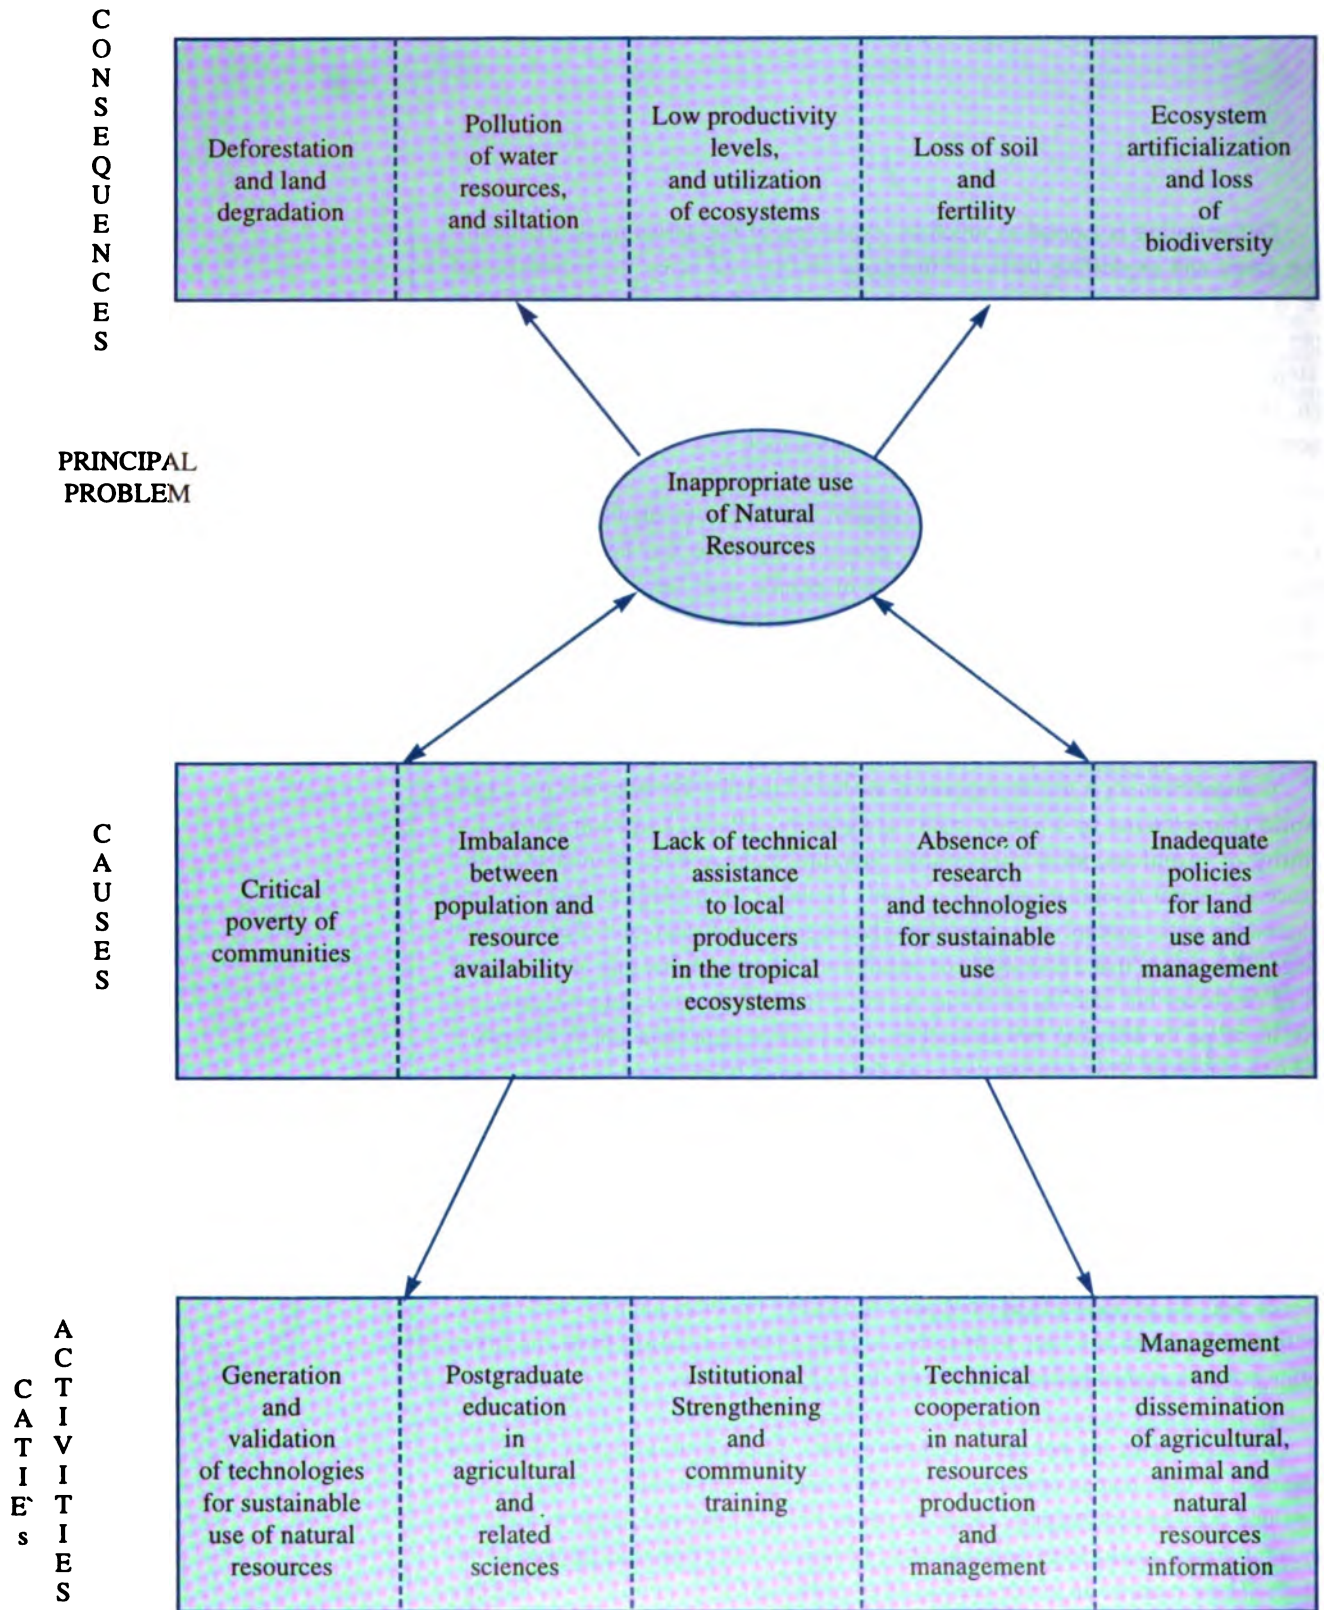 CONSEQUENCES
Deforestation
and land
degradation
Pollution
of water
resources,
and siltation
Low productivity
levels,
and utilization
of ecosystems
Loss of soil
and
fertility
Ecosystem
artificialization
and loss
of
biodiversity
PRINCIPAL
PROBLEM
Inappropriate use
of Natural
Resources
CAUSES
Critical
poverty of
communities
Imbalance
between
population and
resource
availability
Lack of technical
assistance
to local
producers
in the tropical
ecosystems
Absence of
research
and technologies
for sustainable
use
Inadequate
policies
for land
use and
management
CATIE`s
ACTIVITIES
Generation
and
validation
of technologies
for sustainable
use of natural
resources
Postgraduate
education
in
agricultural
and
related
sciences
Istitutional
Strengthening
and
community
training
Technical
cooperation
in natural
resources
production
and
management
Management
and
dissemination
of agricultural,
animal and
natural
resources
information